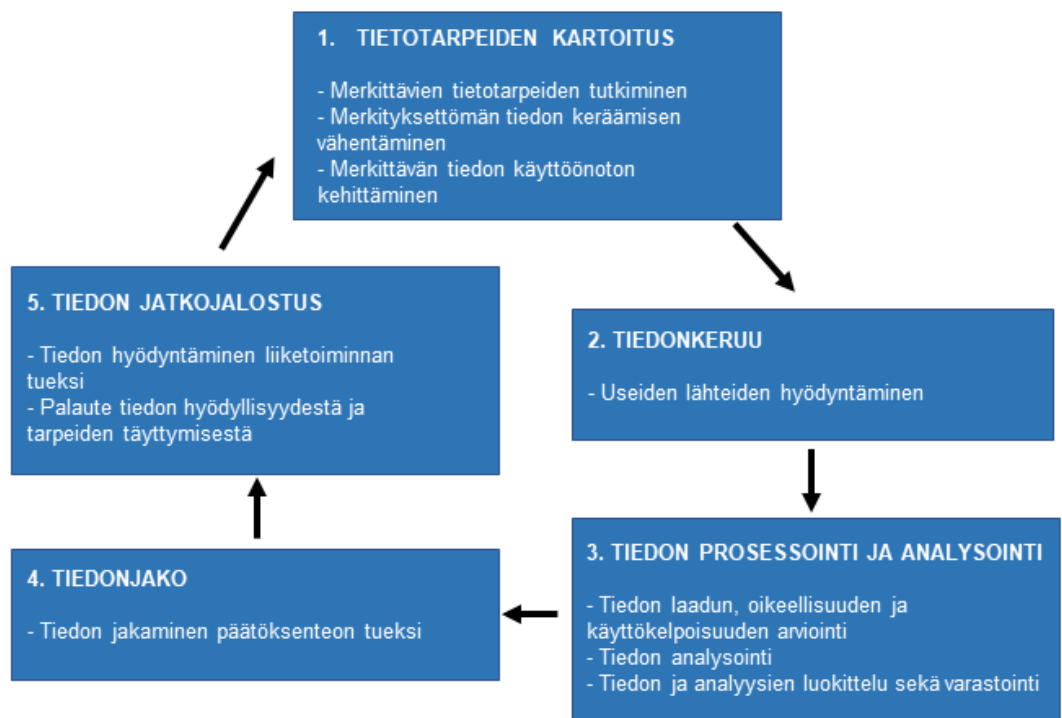 1. TIETOTARPEIDEN KARTOITUS
- Merkittävien tietotarpeiden tutkiminen
- Merkityksettömän tiedon keräämisen
vähentäminen
- Merkittävän tiedon käyttöönoton
kehittäminen
2. TIEDONKERUU
- Useiden lähteiden hyödyntäminen
3. TIEDON PROSESSOINTI JA ANALYSOINTI
- Tiedon laadun, oikeellisuuden ja
käyttökelpoisuuden arviointi
- Tiedon analysointi
- Tiedon ja analyysien luokittelu sekä varastointi
4. TIEDONJAKO
- Tiedon jakaminen päätöksenteon tueksi
5. TIEDON JATKOJALOSTUS
- Tiedon hyödyntäminen liiketoiminnan
tueksi
- Palaute tiedon hyödyllisyydestä ja
tarpeiden täyttymisestä